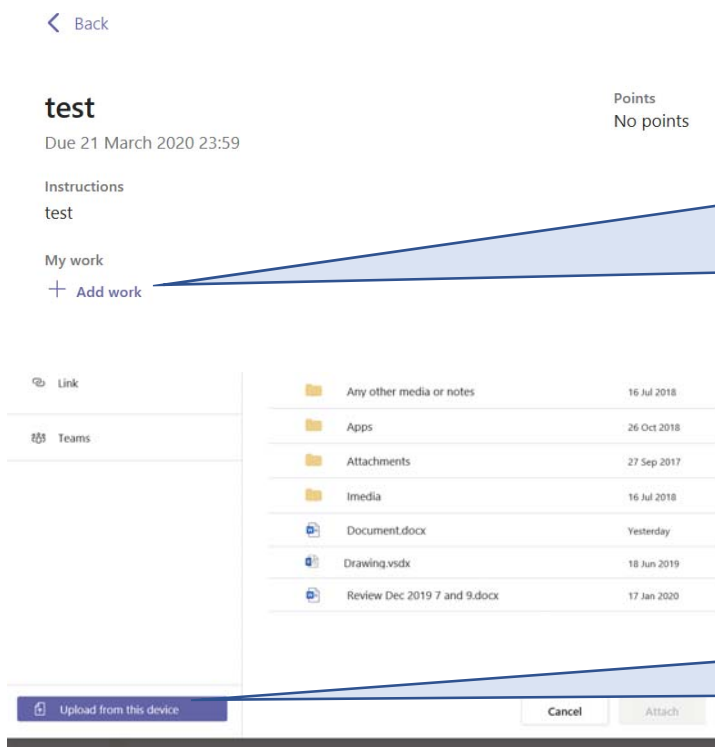 Back
test
Points
No points
Due 21 March 2020 23:59
Instructions
test
My work
+ Add work
Link
Any other media or notes 16 Jul 2018
Apps 26 Oct 2018
Teams
Attachments 27 Sep 2017
Imedia 16 Jul 2018
Document.docx Yesterday
Drawing.vsdx 18 Jun 2019
Review Dec 2019 7 and 9.docx 17 Jan 2020
Upload from this device
Cancel Attach